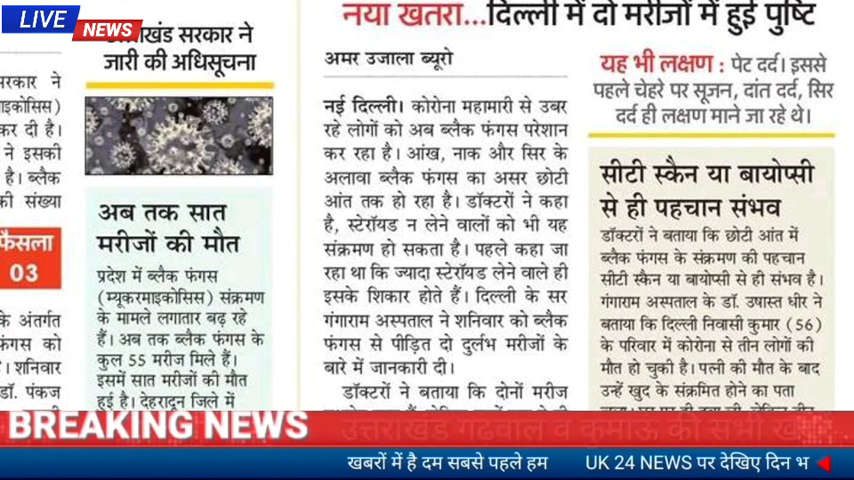 LIVE
NEWS
उत्तराखंड सरकार ने
जारी की अधिसूचना
अब तक सात
मरीजों की मौत
प्रदेश में ब्लैक फंगस
(म्यूकरमाइकोसिस) संक्रमण
के मामले लगातार बढ़ रहे
हैं। अब तक ब्लैक फंगस के
कुल 55 मरीज मिले हैं।
इसमें सात मरीजों की मौत
हुई है। देहरादून जिले में
सरकार ने
कर दी है।
ने इसकी
है। ब्लैक
की संख्या
फैसला
03
के अंतर्गत
फंगस को
। शनिवार
डॉ. पंकज
नया खतरा...दिल्ली में दो मरीजों में हुई पुष्टि
अमर उजाला ब्यूरो
नई दिल्ली। कोरोना महामारी से उबर
रहे लोगों को अब ब्लैक फंगस परेशान
कर रहा है। आंख, नाक और सिर के
अलावा ब्लैक फंगस का असर छोटी
आंत तक हो रहा है। डॉक्टरों ने कहा
है, स्टेरॉयड न लेने वालों को भी यह
संक्रमण हो सकता है। पहले कहा जा
रहा था कि ज्यादा स्टेरॉयड लेने वाले ही
इसके शिकार होते हैं। दिल्ली के सर
गंगाराम अस्पताल ने शनिवार को ब्लैक
फंगस से पीड़ित दो दुर्लभ मरीजों के
बारे में जानकारी दी।
डॉक्टरों ने बताया कि दोनों मरीज
यह भी लक्षण : पेट दर्द। इससे
पहले चेहरे पर सूजन, दांत दर्द, सिर
दर्द ही लक्षण माने जा रहे थे।
सीटी स्कैन या बायोप्सी
से ही पहचान संभव
डॉक्टरों ने बताया कि छोटी आंत में
ब्लैक फंगस के संक्रमण की पहचान
सीटी स्कैन या बायोप्सी से ही संभव है।
गंगाराम अस्पताल के डॉ. उषास्त धीर ने
बताया कि दिल्ली निवासी कुमार (56)
के परिवार में कोरोना से तीन लोगों की
मौत हो चुकी है। पत्नी की मौत के बाद
उन्हें खुद के संक्रमित होने का पता
BREAKING NEWS
उत्तराखंड गढ़वाल व कुमाऊं की सभी
खबरों में है दम सबसे पहले हम
UK 24 NEWS पर देखिए दिन भ